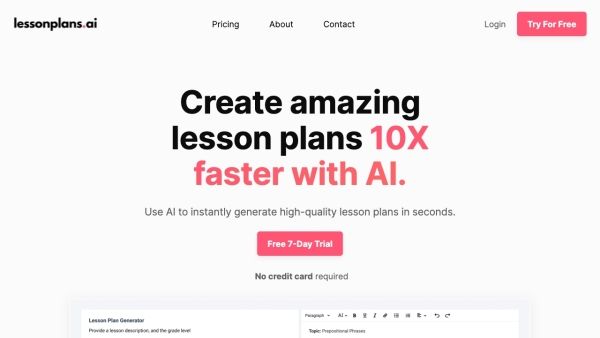 lessonplans.ai
Pricing
About
Contact
Login
Try For Free
Create amazing
lesson plans 10X
faster with AI.
Use AI to instantly generate high-quality lesson plans in seconds.
Free 7-Day Trial
No credit card required
Lesson Plan Generator
Provide a lesson description, and the grade level
Paragraph
AI
B
U
I
Topic: Prepositional Phrases